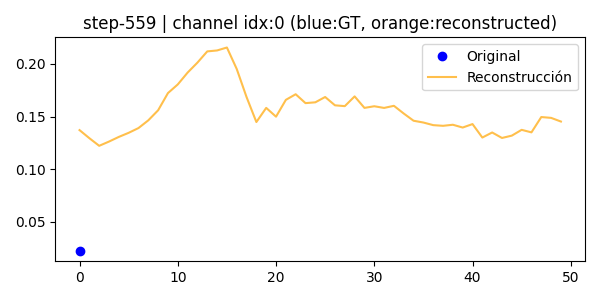 step-559 | channel idx:0 (blue:GT, orange:reconstructed)
Original
Reconstrucción
0.20
0.15
0.10
0.05
0 10 20 30 40 50